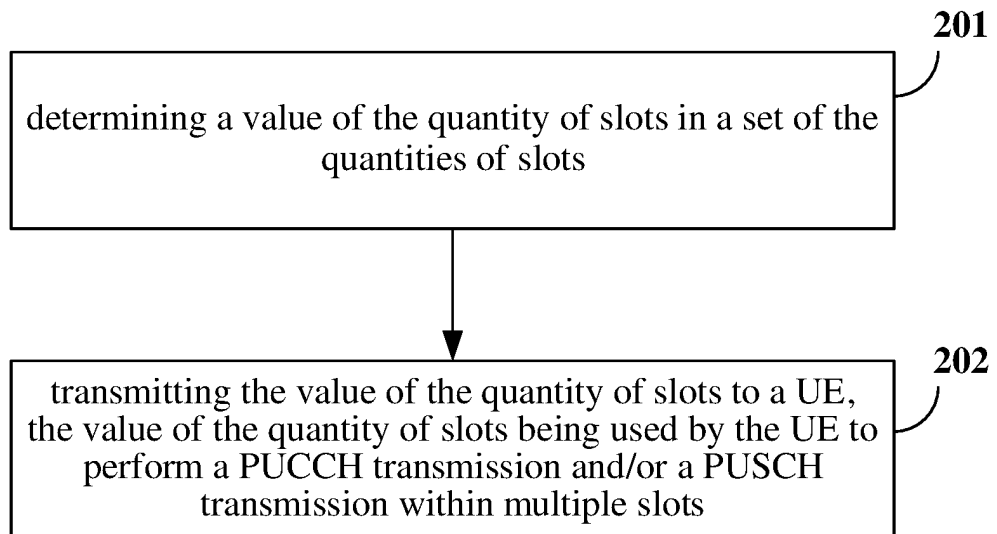 201
determining a value of the quantity of slots in a set of the
quantities of slots
202
transmitting the value of the quantity of slots to a UE,
the value of the quantity of slots being used by the UE to
perform a PUCCH transmission and/or a PUSCH
transmission within multiple slots